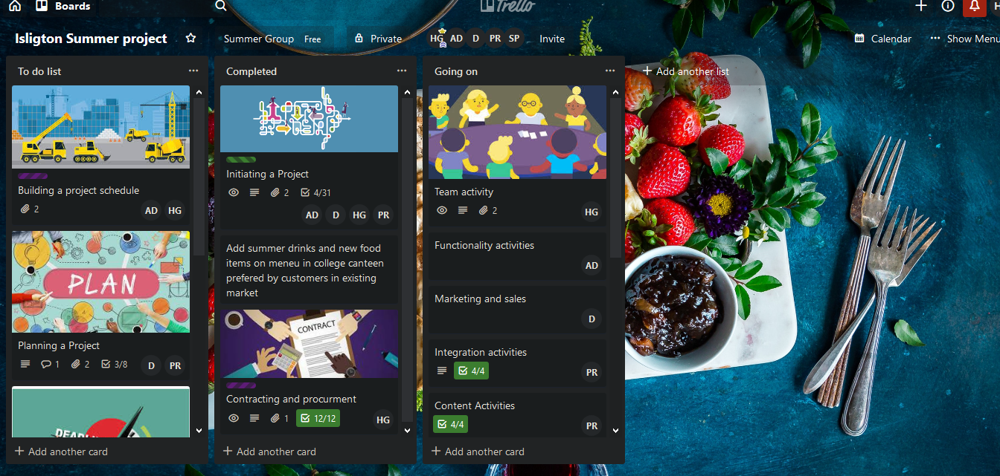 Boards
Trello
Isligton Summer project
Summer Group Free
Private
HG AD D PR SP
Invite
Calendar
Show Menu
To do list
Building a project schedule
2
AD HG
PLAN
Planning a Project
1 2 3/8
D PR
+ Add another card
Completed
Initiating a Project
2 4/31
AD D HG PR
Add summer drinks and new food
items on meneu in college canteen
prefered by customers in existing
market
CONTRACT
Contracting and procurment
1 12/12
HG
+ Add another card
Going on
Team activity
2
HG
Functionality activities
AD
Marketing and sales
D
Integration activities
4/4
PR
Content Activities
4/4
PR
+ Add another card
+ Add another list